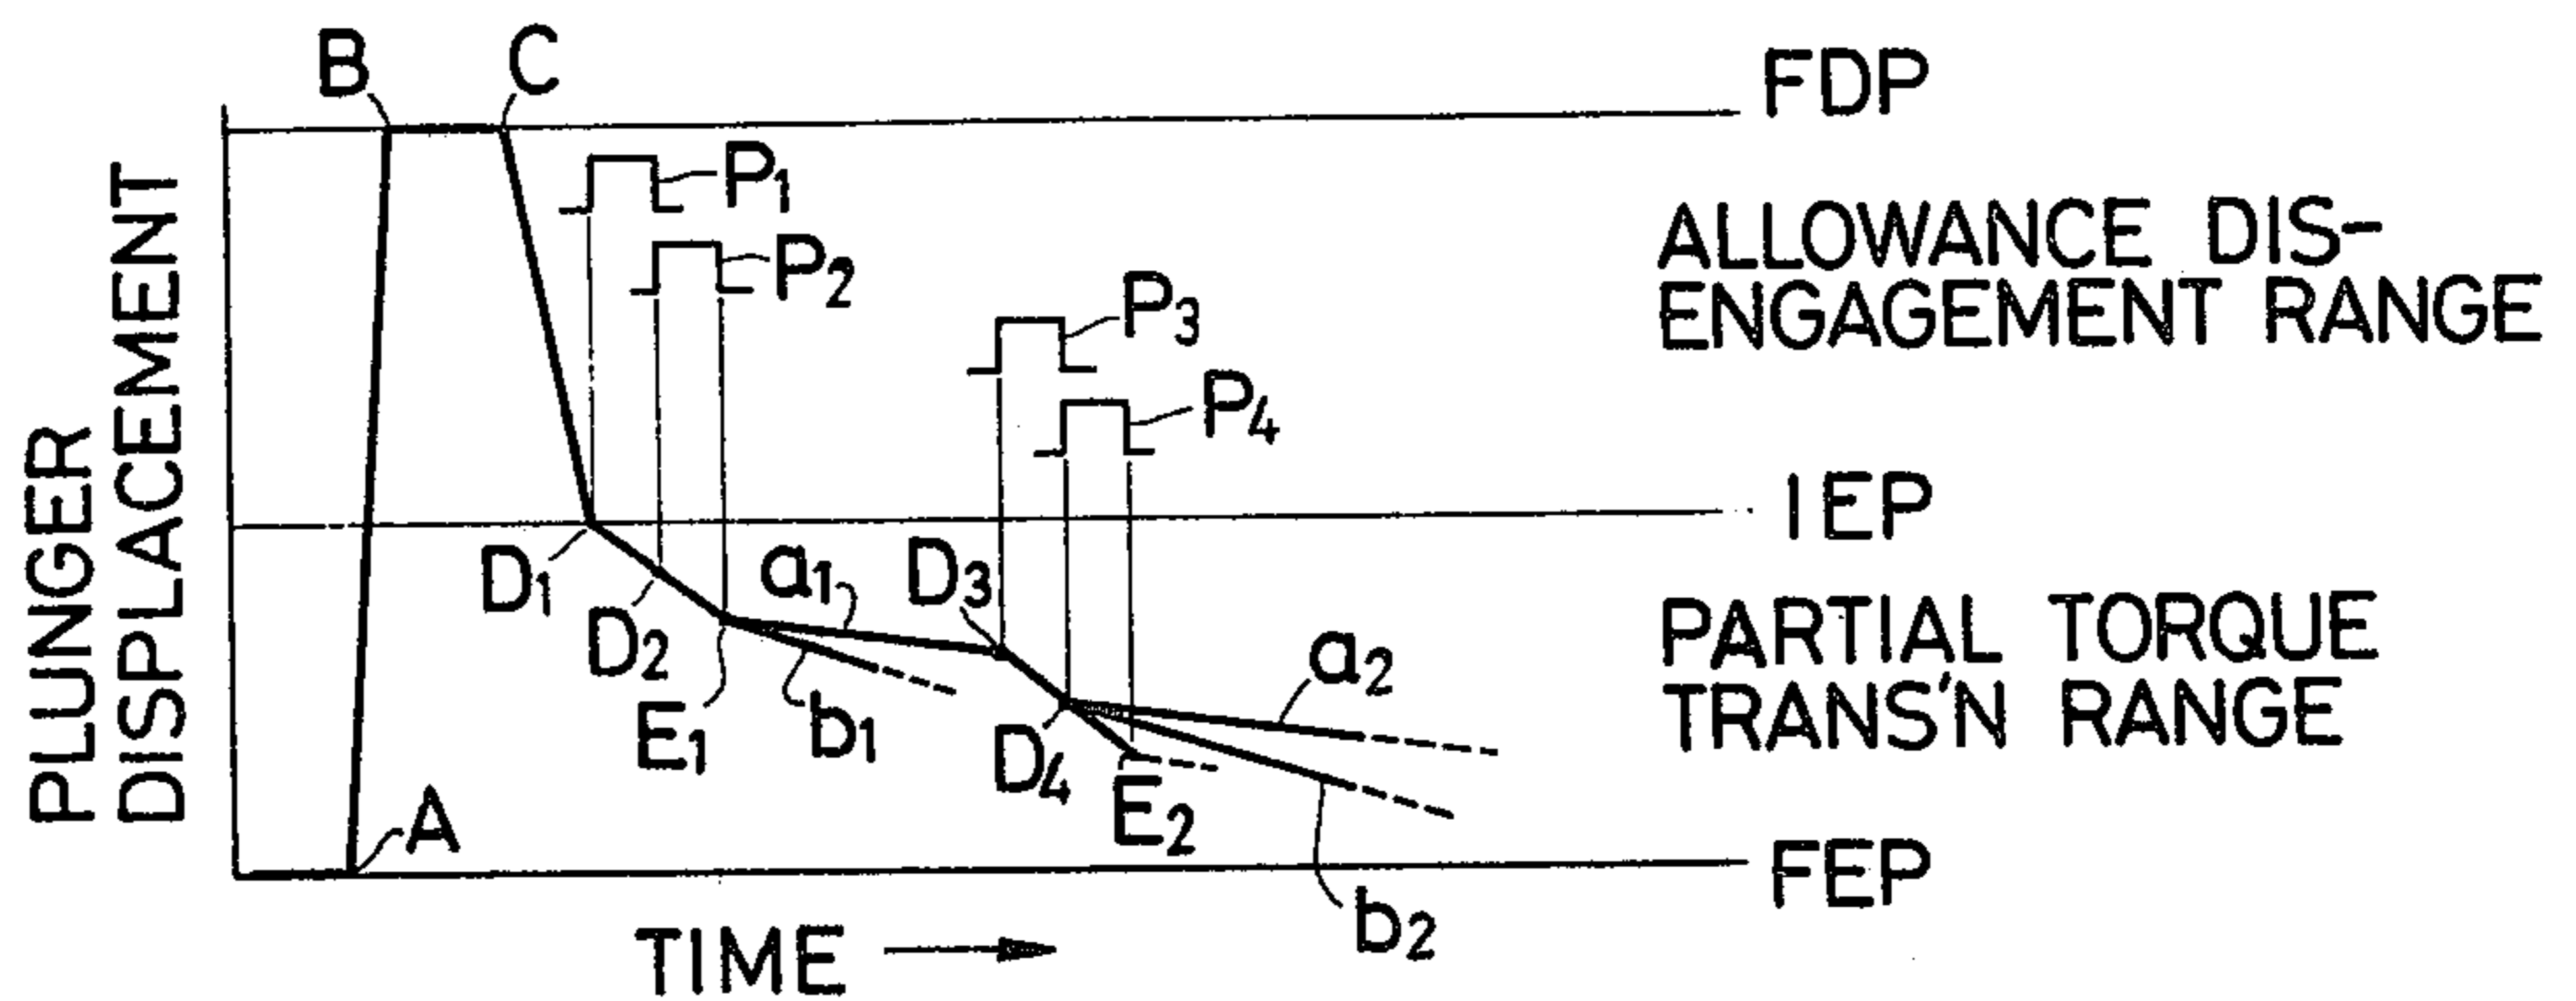 B
C
FDP
P1
P2
ALLOWANCE DIS-
ENGAGEMENT RANGE
P3
P4
PLUNGER
DISPLACEMENT
IEP
D1
D2
a1
D3
E1
b1
D4
E2
a2
PARTIAL TORQUE
TRANS'N RANGE
A
FEP
b2
TIME